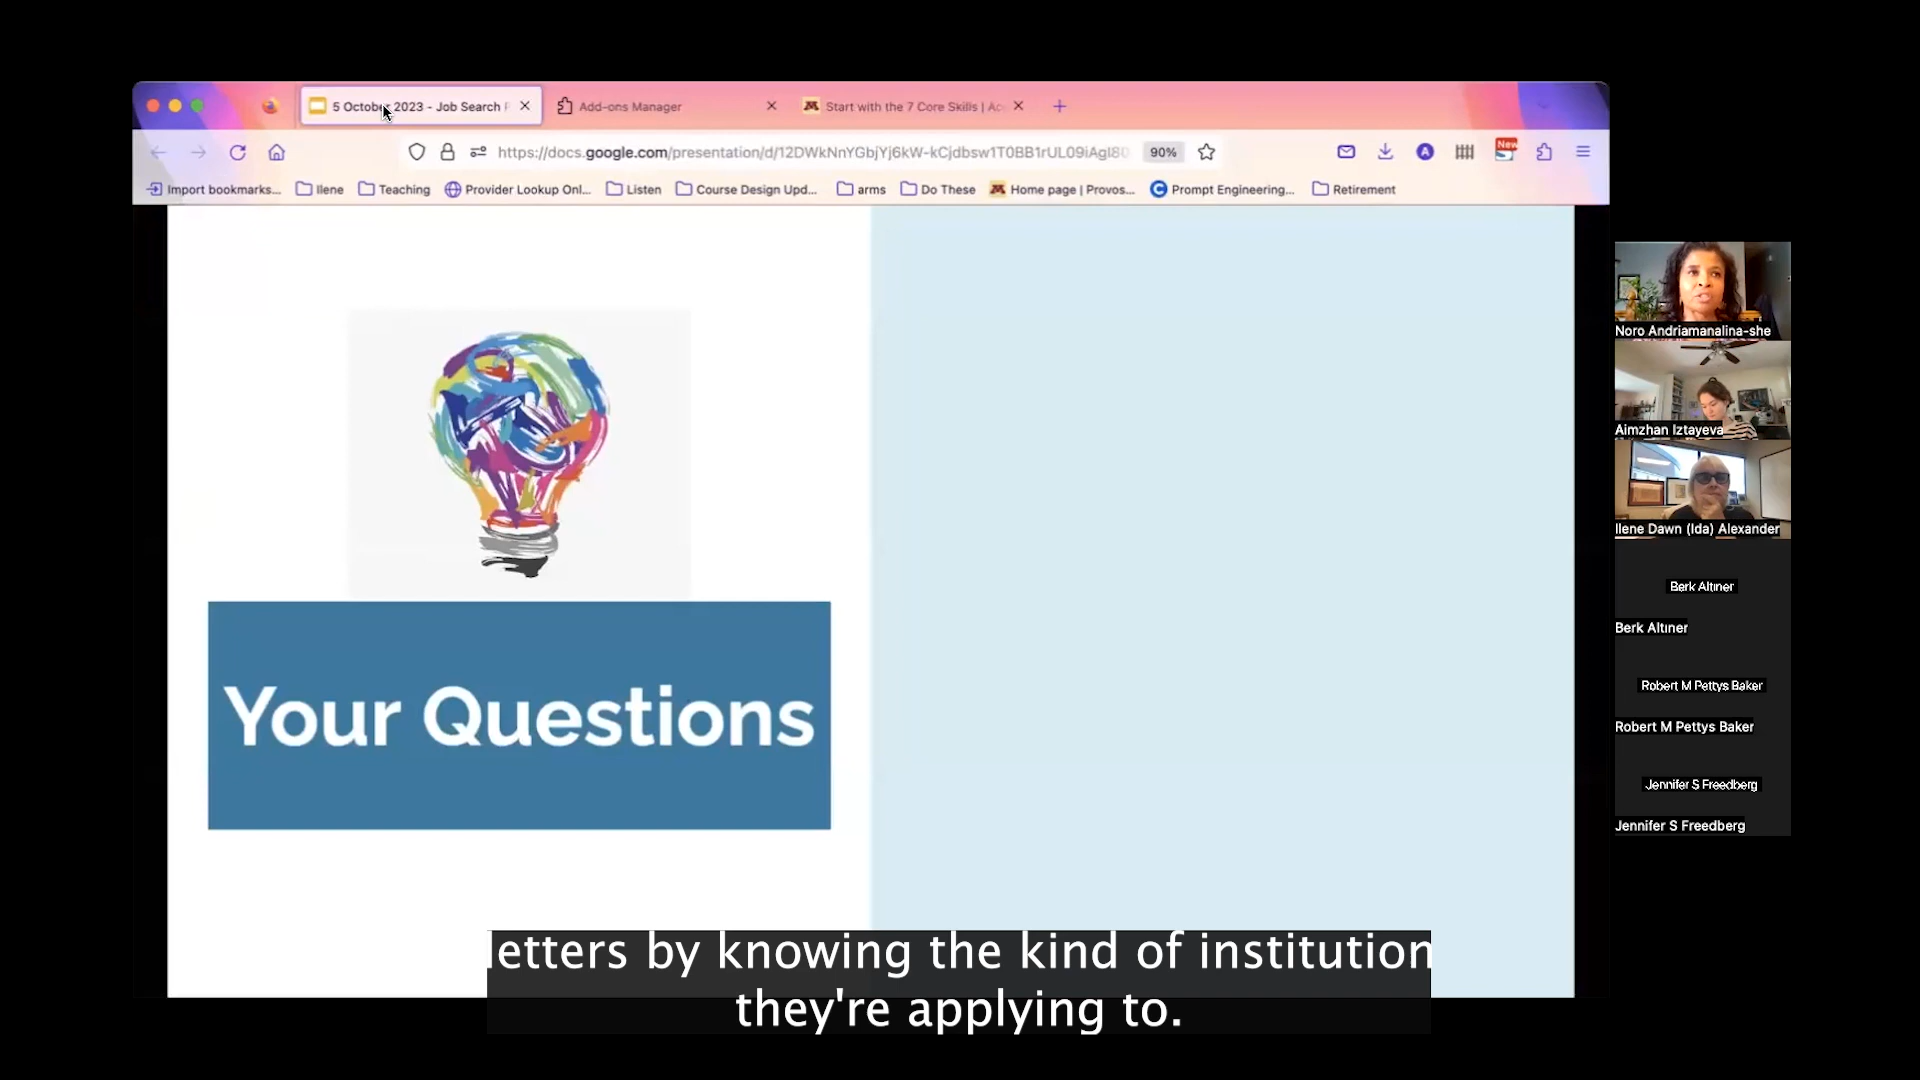 5 October 2023 - Job Search
Add-ons Manager
Start with the 7 Core Skills | Ac
https://docs.google.com/presentation/d/12DWkNnYGbjYj6kW-kCjdbsw1T0BB1rUL09iAgI80
90%
A
New
Import bookmarks...
Ilene
Teaching
Provider Lookup Onl...
Listen
Course Design Upd...
arms
Do These
Home page | Provos...
Prompt Engineering...
Retirement
Your Questions
letters by knowing the kind of institution
they're applying to.
Noro Andriamanalina-she
Aimzhan Iztayeva
Ilene Dawn (Ida) Alexander
Berk Altıner
Berk Altıner
Robert M Pettys Baker
Robert M Pettys Baker
Jennifer S Freedberg
Jennifer S Freedberg